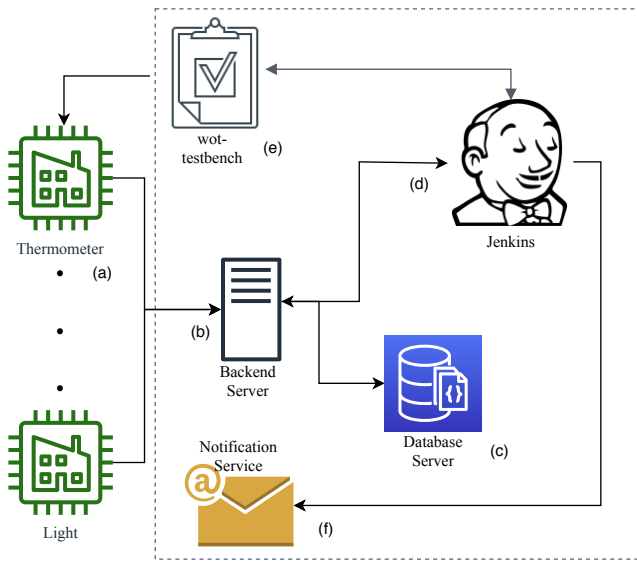 wot-
testbench
(e)
(d)
Jenkins
Thermometer
(a)
(b)
Backend
Server
{}
Database
Server
(c)
Notification
Service
@
(f)
Light